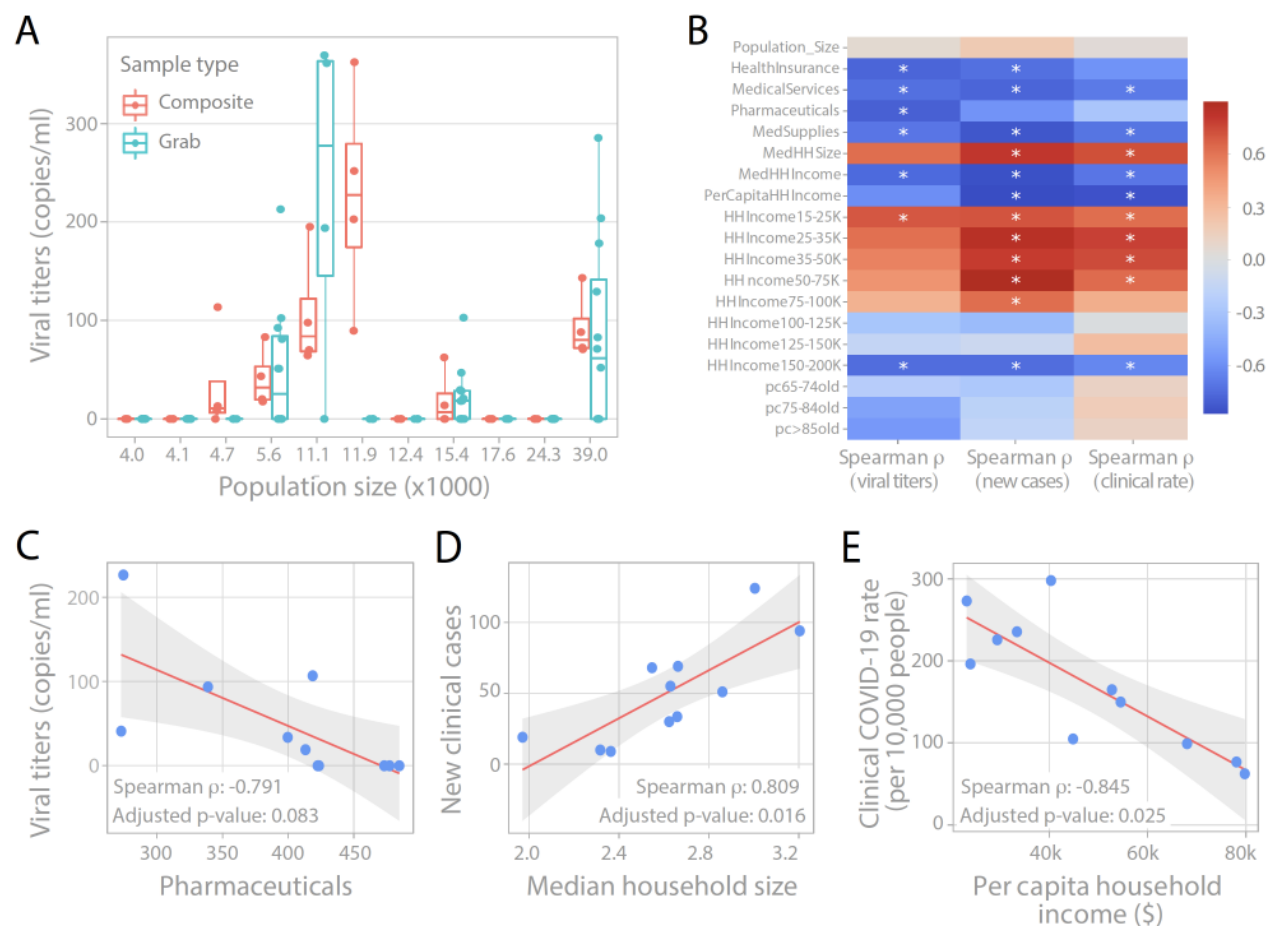 A
Viral titers (copies/ml)
300
200
100
0
Sample type
Composite
Grab
4.0 4.1 4.7 5.6 11.1 11.9 12.4 15.4 17.6 24.3 39.0
Population size (x1000)
B
Population_Size
HealthInsurance * *
MedicalServices * * *
Pharmaceuticals *
MedSupplies * * *
MedHHSize * *
MedHHIncome * * *
PerCapitaHHIncome * *
HHIncome15-25K * * *
HHIncome25-35K * *
HHIncome35-50K * *
HH ncome50-75K * *
HHIncome75-100K *
HHIncome100-125K
HHIncome125-150K
HHIncome150-200K * * *
pc65-74old
pc75-84old
pc>85old
Spearman ρ Spearman ρ Spearman ρ
(viral titers) (new cases) (clinical rate)
0.6
0.3
0.0
-0.3
-0.6
C
Viral titers (copies/ml)
200
100
0
Spearman ρ: -0.791
Adjusted p-value: 0.083
300 350 400 450
Pharmaceuticals
D
New clinical cases
100
50
0
Spearman ρ: 0.809
Adjusted p-value: 0.016
2.0 2.4 2.8 3.2
Median household size
E
Clinical COVID-19 rate
(per 10,000 people)
300
200
100
0
Spearman ρ: -0.845
Adjusted p-value: 0.025
40k 60k 80k
Per capita household
income ($)